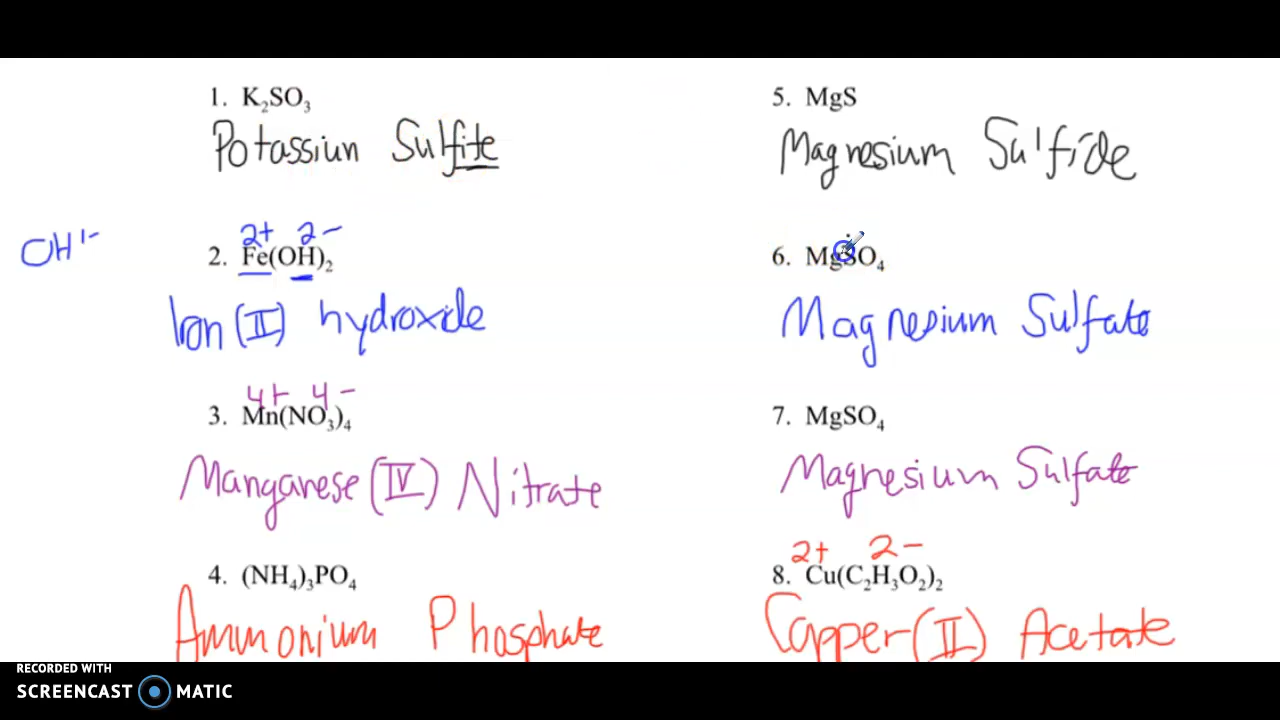 1. K₂SO₃
Potassium Sulfite
OH¹⁻
2+ 2-
2. Fe(OH)₂
Iron (II) hydroxide
4+ 4-
3. Mn(NO₃)₄
Manganese (IV) Nitrate
4. (NH₄)₃PO₄
Ammonium Phosphate
5. MgS
Magnesium Sulfide
6. MgSO₄
Magnesium Sulfate
7. MgSO₄
Magnesium Sulfate
2+ 2-
8. Cu(C₂H₃O₂)₂
Copper (II) Acetate
RECORDED WITH
SCREENCAST MATIC